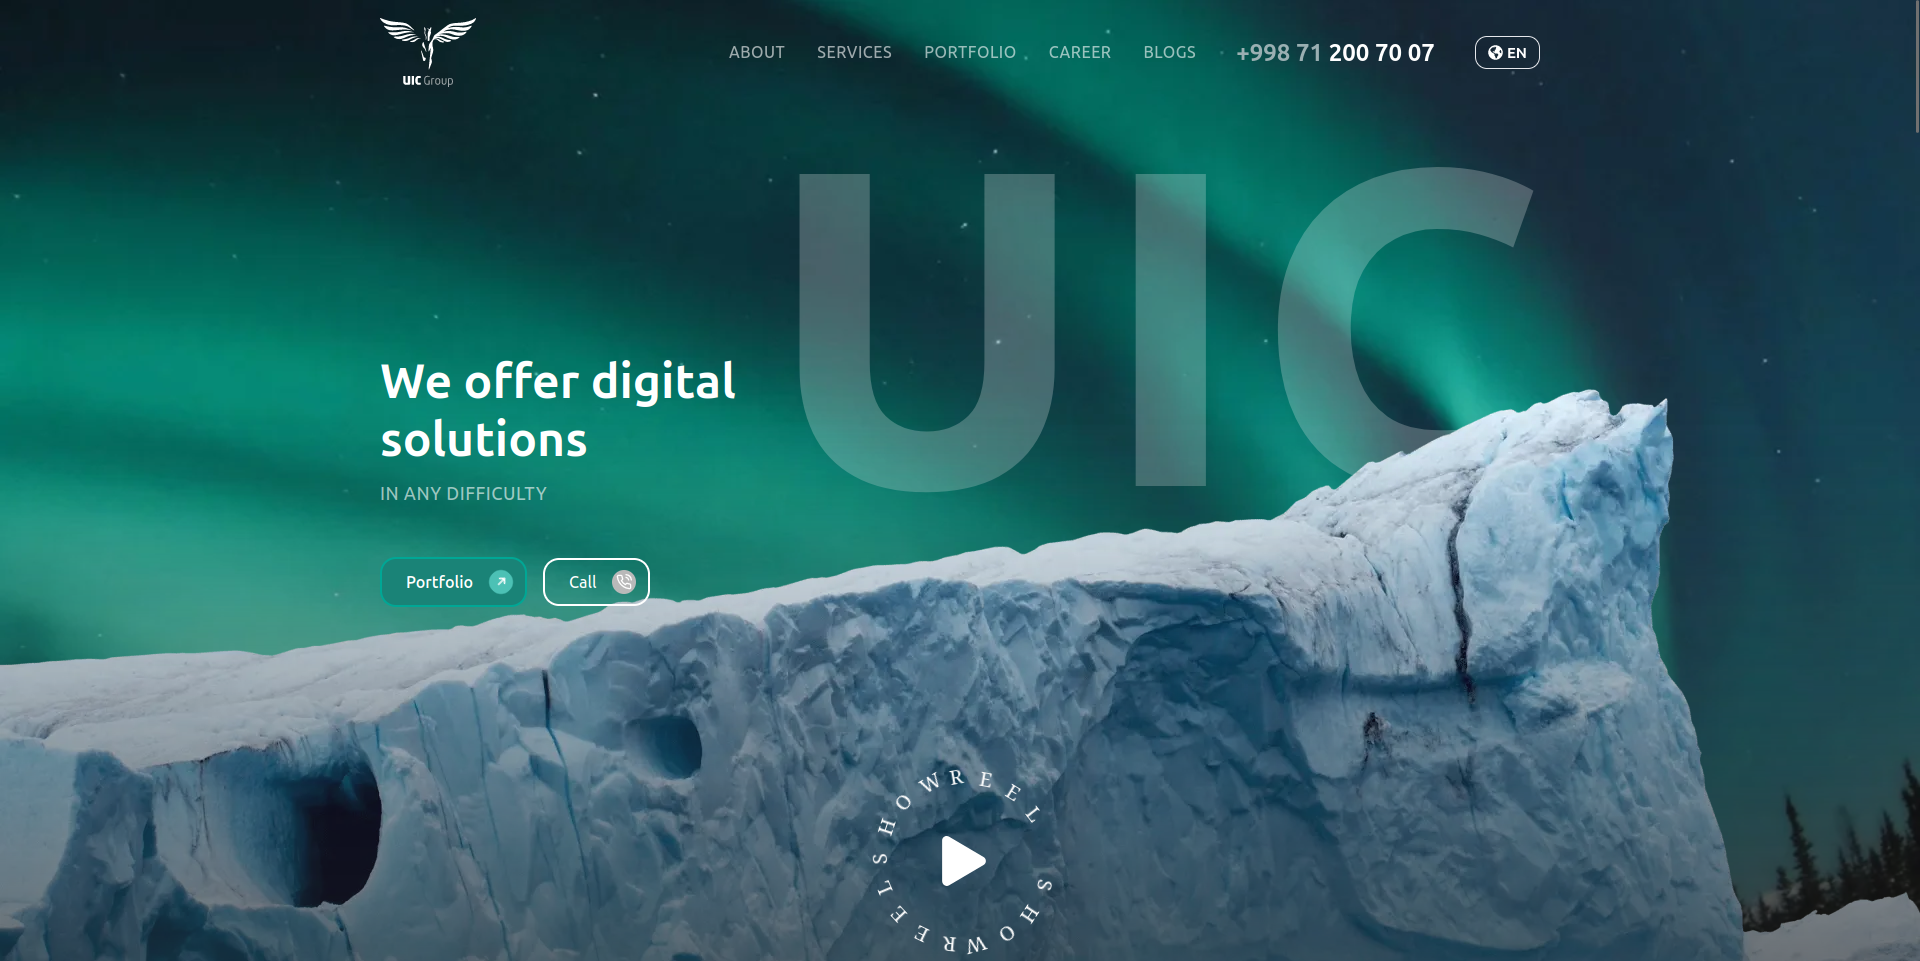 UIC Group
ABOUT SERVICES PORTFOLIO CAREER BLOGS +998 71 200 70 07 EN
UIC
We offer digital
solutions
IN ANY DIFFICULTY
Portfolio Call
SHOWREEL SHOWREEL